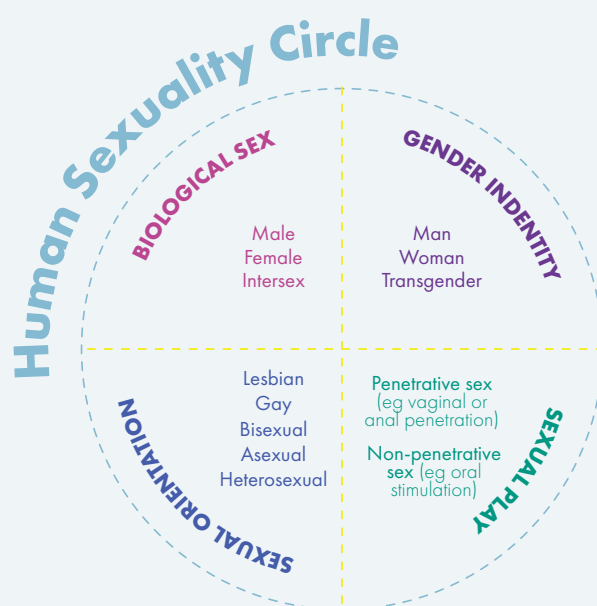 Human Sexuality Circle
BIOLOGICAL SEX
Male
Female
Intersex
GENDER INDENTITY
Man
Woman
Transgender
SEXUAL ORIENTATION
Lesbian
Gay
Bisexual
Asexual
Heterosexual
SEXUAL PLAY
Penetrative sex
(eg vaginal or
anal penetration)
Non-penetrative
sex (eg oral
stimulation)